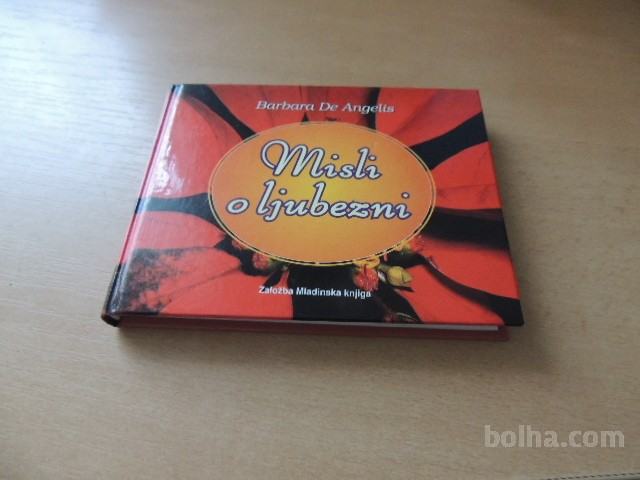 Barbara De Angelis
Misli
o ljubezni
Založba Mladinska knjiga
bolha.com